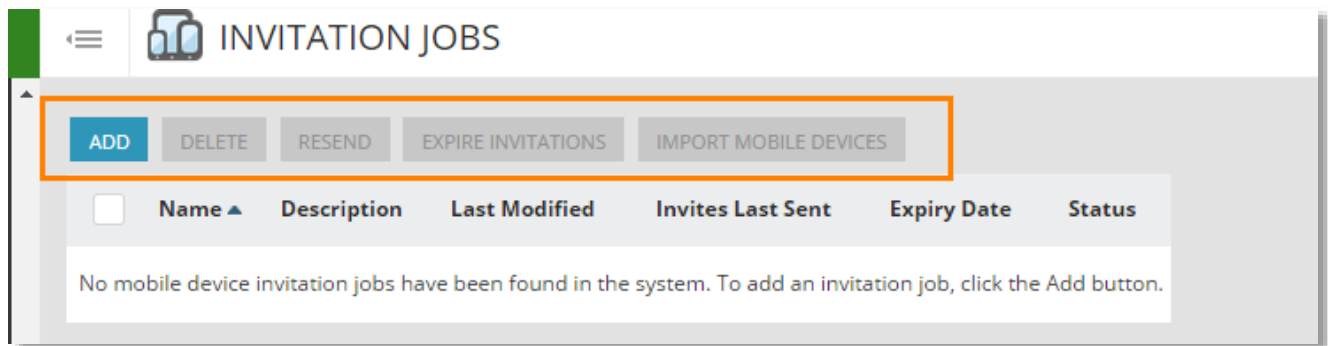 INVITATION JOBS
ADD DELETE RESEND EXPIRE INVITATIONS IMPORT MOBILE DEVICES
Name Description Last Modified Invites Last Sent Expiry Date Status
No mobile device invitation jobs have been found in the system. To add an invitation job, click the Add button.